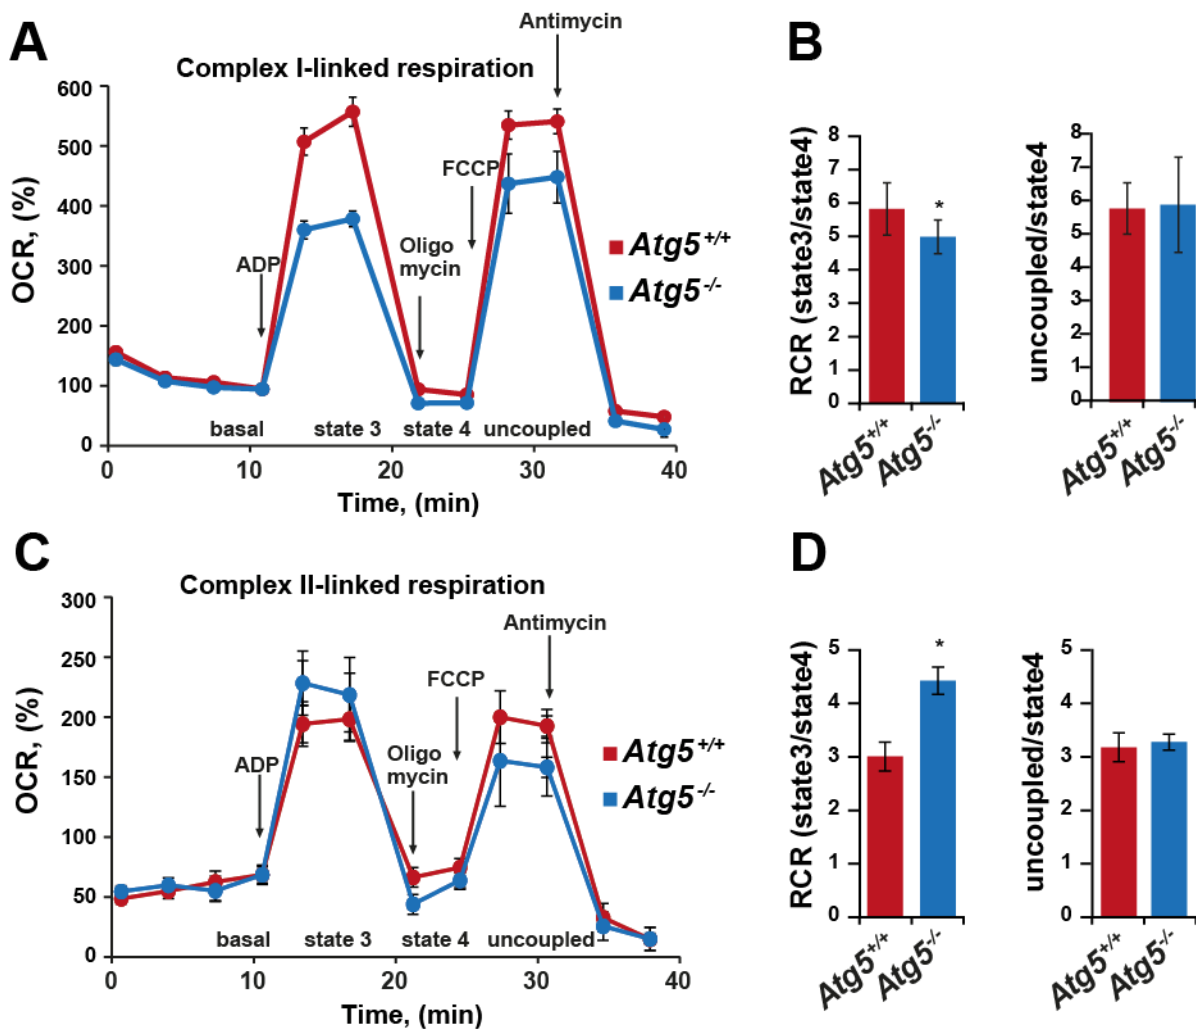 A
Complex I-linked respiration
Antimycin
OCR, (%)
600
500
400
300
200
100
0
ADP
Oligo
mycin
FCCP
Atg5+/+
Atg5-/-
basal
state 3
state 4
uncoupled
0
10
20
30
40
Time, (min)
B
RCR (state3/state4)
8
7
6
5
4
3
2
1
0
*
Atg5+/+
Atg5-/-
uncoupled/state4
8
7
6
5
4
3
2
1
0
Atg5+/+
Atg5-/-
C
Complex II-linked respiration
OCR, (%)
300
250
200
150
100
50
0
ADP
Oligo
mycin
FCCP
Antimycin
Atg5+/+
Atg5-/-
basal
state 3
state 4
uncoupled
0
10
20
30
40
Time, (min)
D
RCR (state3/state4)
5
4
3
2
1
0
*
Atg5+/+
Atg5-/-
uncoupled/state4
5
4
3
2
1
0
Atg5+/+
Atg5-/-